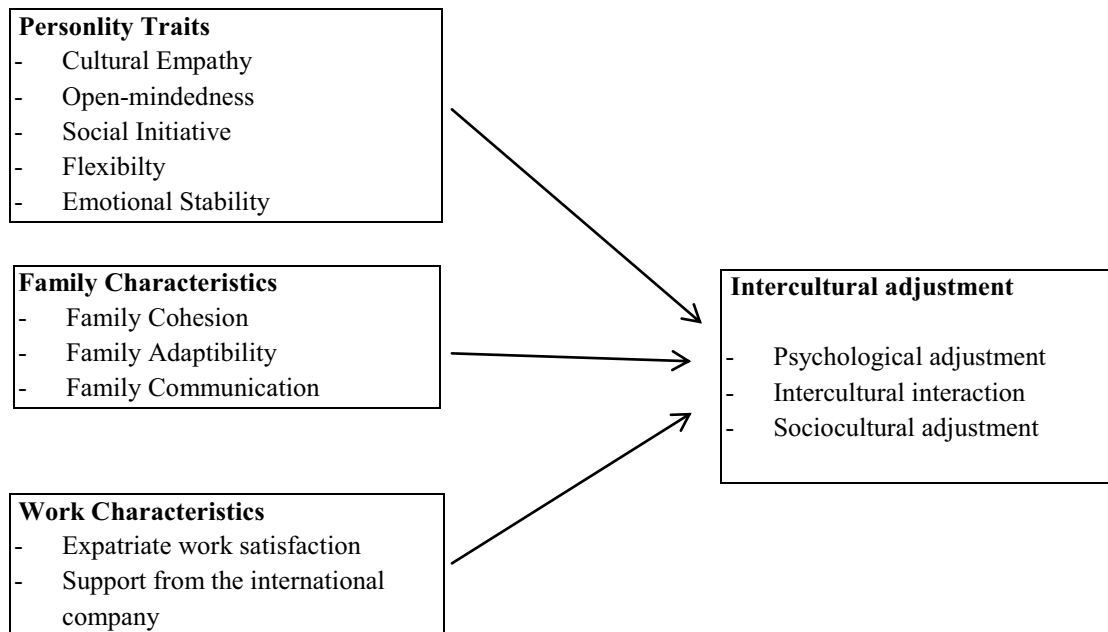 Personlity Traits
- Cultural Empathy
- Open-mindedness
- Social Initiative
- Flexibilty
- Emotional Stability
Family Characteristics
- Family Cohesion
- Family Adaptibility
- Family Communication
Work Characteristics
- Expatriate work satisfaction
- Support from the international
company
Intercultural adjustment
- Psychological adjustment
- Intercultural interaction
- Sociocultural adjustment